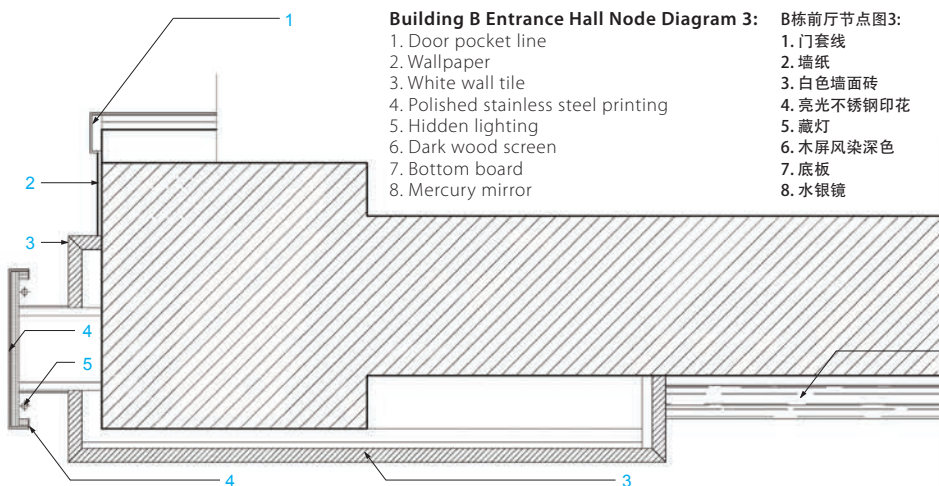 Building B Entrance Hall Node Diagram 3:
1. Door pocket line
2. Wallpaper
3. White wall tile
4. Polished stainless steel printing
5. Hidden lighting
6. Dark wood screen
7. Bottom board
8. Mercury mirror
B栋前厅节点图3:
1. 门套线
2. 墙纸
3. 白色墙面砖
4. 亮光不锈钢印花
5. 藏灯
6. 木屏风染深色
7. 底板
8. 水银镜
1
2
3
4
5
4
3